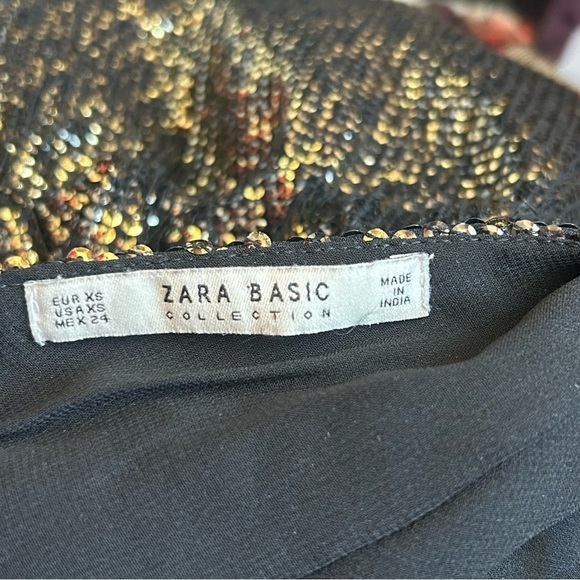 EUR XS
USA XS
MEX 24
ZARA BASIC
COLLECTION
MADE
IN
INDIA